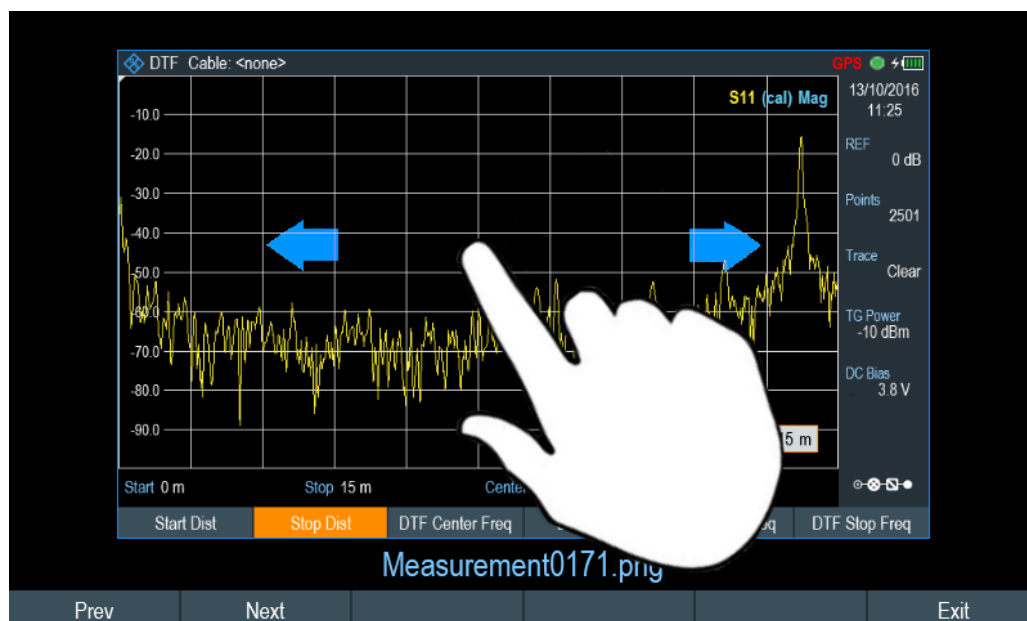 DTF Cable: <none>
GPS
S11 (cal) Mag
13/10/2016
11:25
-10.0
-20.0
-30.0
-40.0
-50.0
-60.0
-70.0
-80.0
-90.0
REF
0 dB
Points
2501
Trace
Clear
TG Power
-10 dBm
DC Bias
3.8 V
5 m
Start 0 m Stop 15 m
Start Dist Stop Dist DTF Center Freq DTF Stop Freq
Measurement0171.png
Prev Next Exit